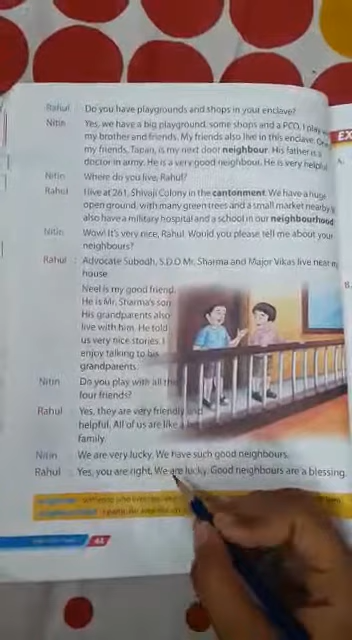 Rahul : Do you have playgrounds and shops in your enclave?
Nitin : Yes, we have a big playground, some shops and a PCO. I play
my brother and friends. My friends also live in this enclave. One
my friends, Tapan, is my next door neighbour. His father is a
doctor in army. He is a very good neighbour. He is very helpful
Nitin : Where do you live, Rahul?
Rahul : I live at 261, Shivaji Colony in the cantonment. We have a huge
open ground, with many green trees and a small market nearby.
also have a military hospital and a school in our neighbourhood
Nitin : Wow! It's very nice, Rahul. Would you please tell me about your
neighbours?
Rahul : Advocate Subodh, S.D.O Mr. Sharma and Major Vikas live near
house.
Neel is my good friend.
He is Mr. Sharma's son
His grandparents also
live with him. He told
us very nice stories. I
enjoy talking to his
grandparents.
Nitin : Do you play with all
four friends?
Rahul : Yes, they are very friendly and
helpful. All of us are like a
family.
Nitin : We are very lucky. We have such good neighbours.
Rahul : Yes, you are right. We are lucky. Good neighbours are a blessing.
44
EX
A.
B.